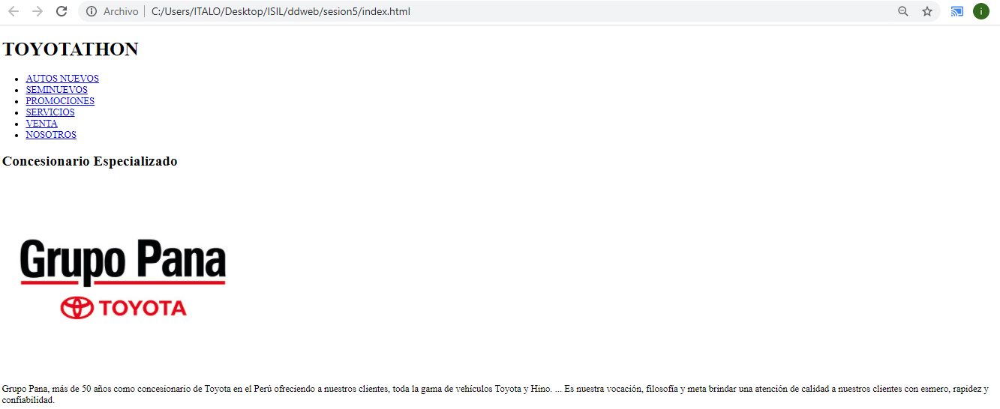 Archivo C:/Users/ITALO/Desktop/ISIL/ddweb/sesion5/index.html i
TOYOTATHON
AUTOS NUEVOS
SEMINUEVOS
PROMOCIONES
SERVICIOS
VENTA
NOSOTROS
Concesionario Especializado
Grupo Pana
TOYOTA
Grupo Pana, más de 50 años como concesionario de Toyota en el Perú ofreciendo a nuestros clientes, toda la gama de vehículos Toyota y Hino. ... Es nuestra vocación, filosofía y meta brindar una atención de calidad a nuestros clientes con esmero, rapidez y
confiabilidad.